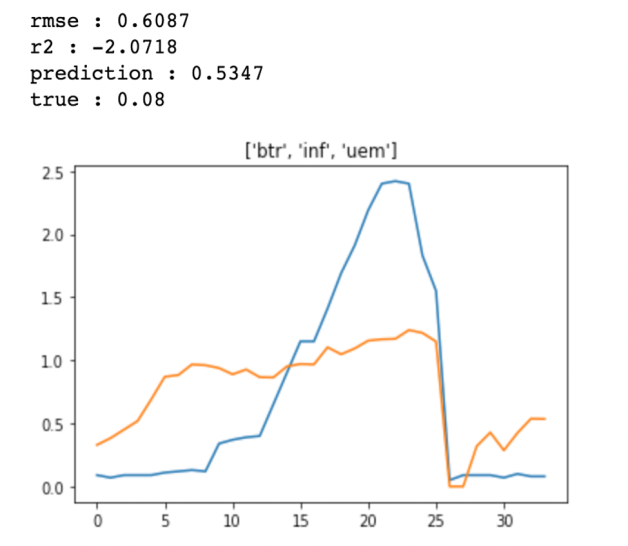 rmse : 0.6087
r2 : -2.0718
prediction : 0.5347
true : 0.08
['btr', 'inf', 'uem']
2.5
2.0
1.5
1.0
0.5
0.0
0 5 10 15 20 25 30